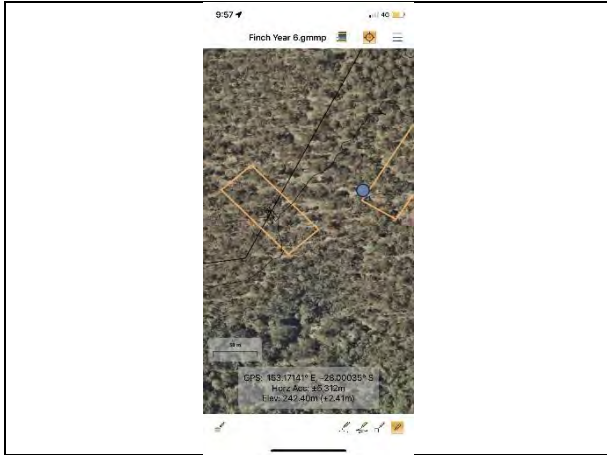 9:57
4G
Finch Year 6.gmmp
GPS: 153.17141° E, -26.00035° S
Horz Acc: ±5.312m
Elev: 242.40m (±2.41m)